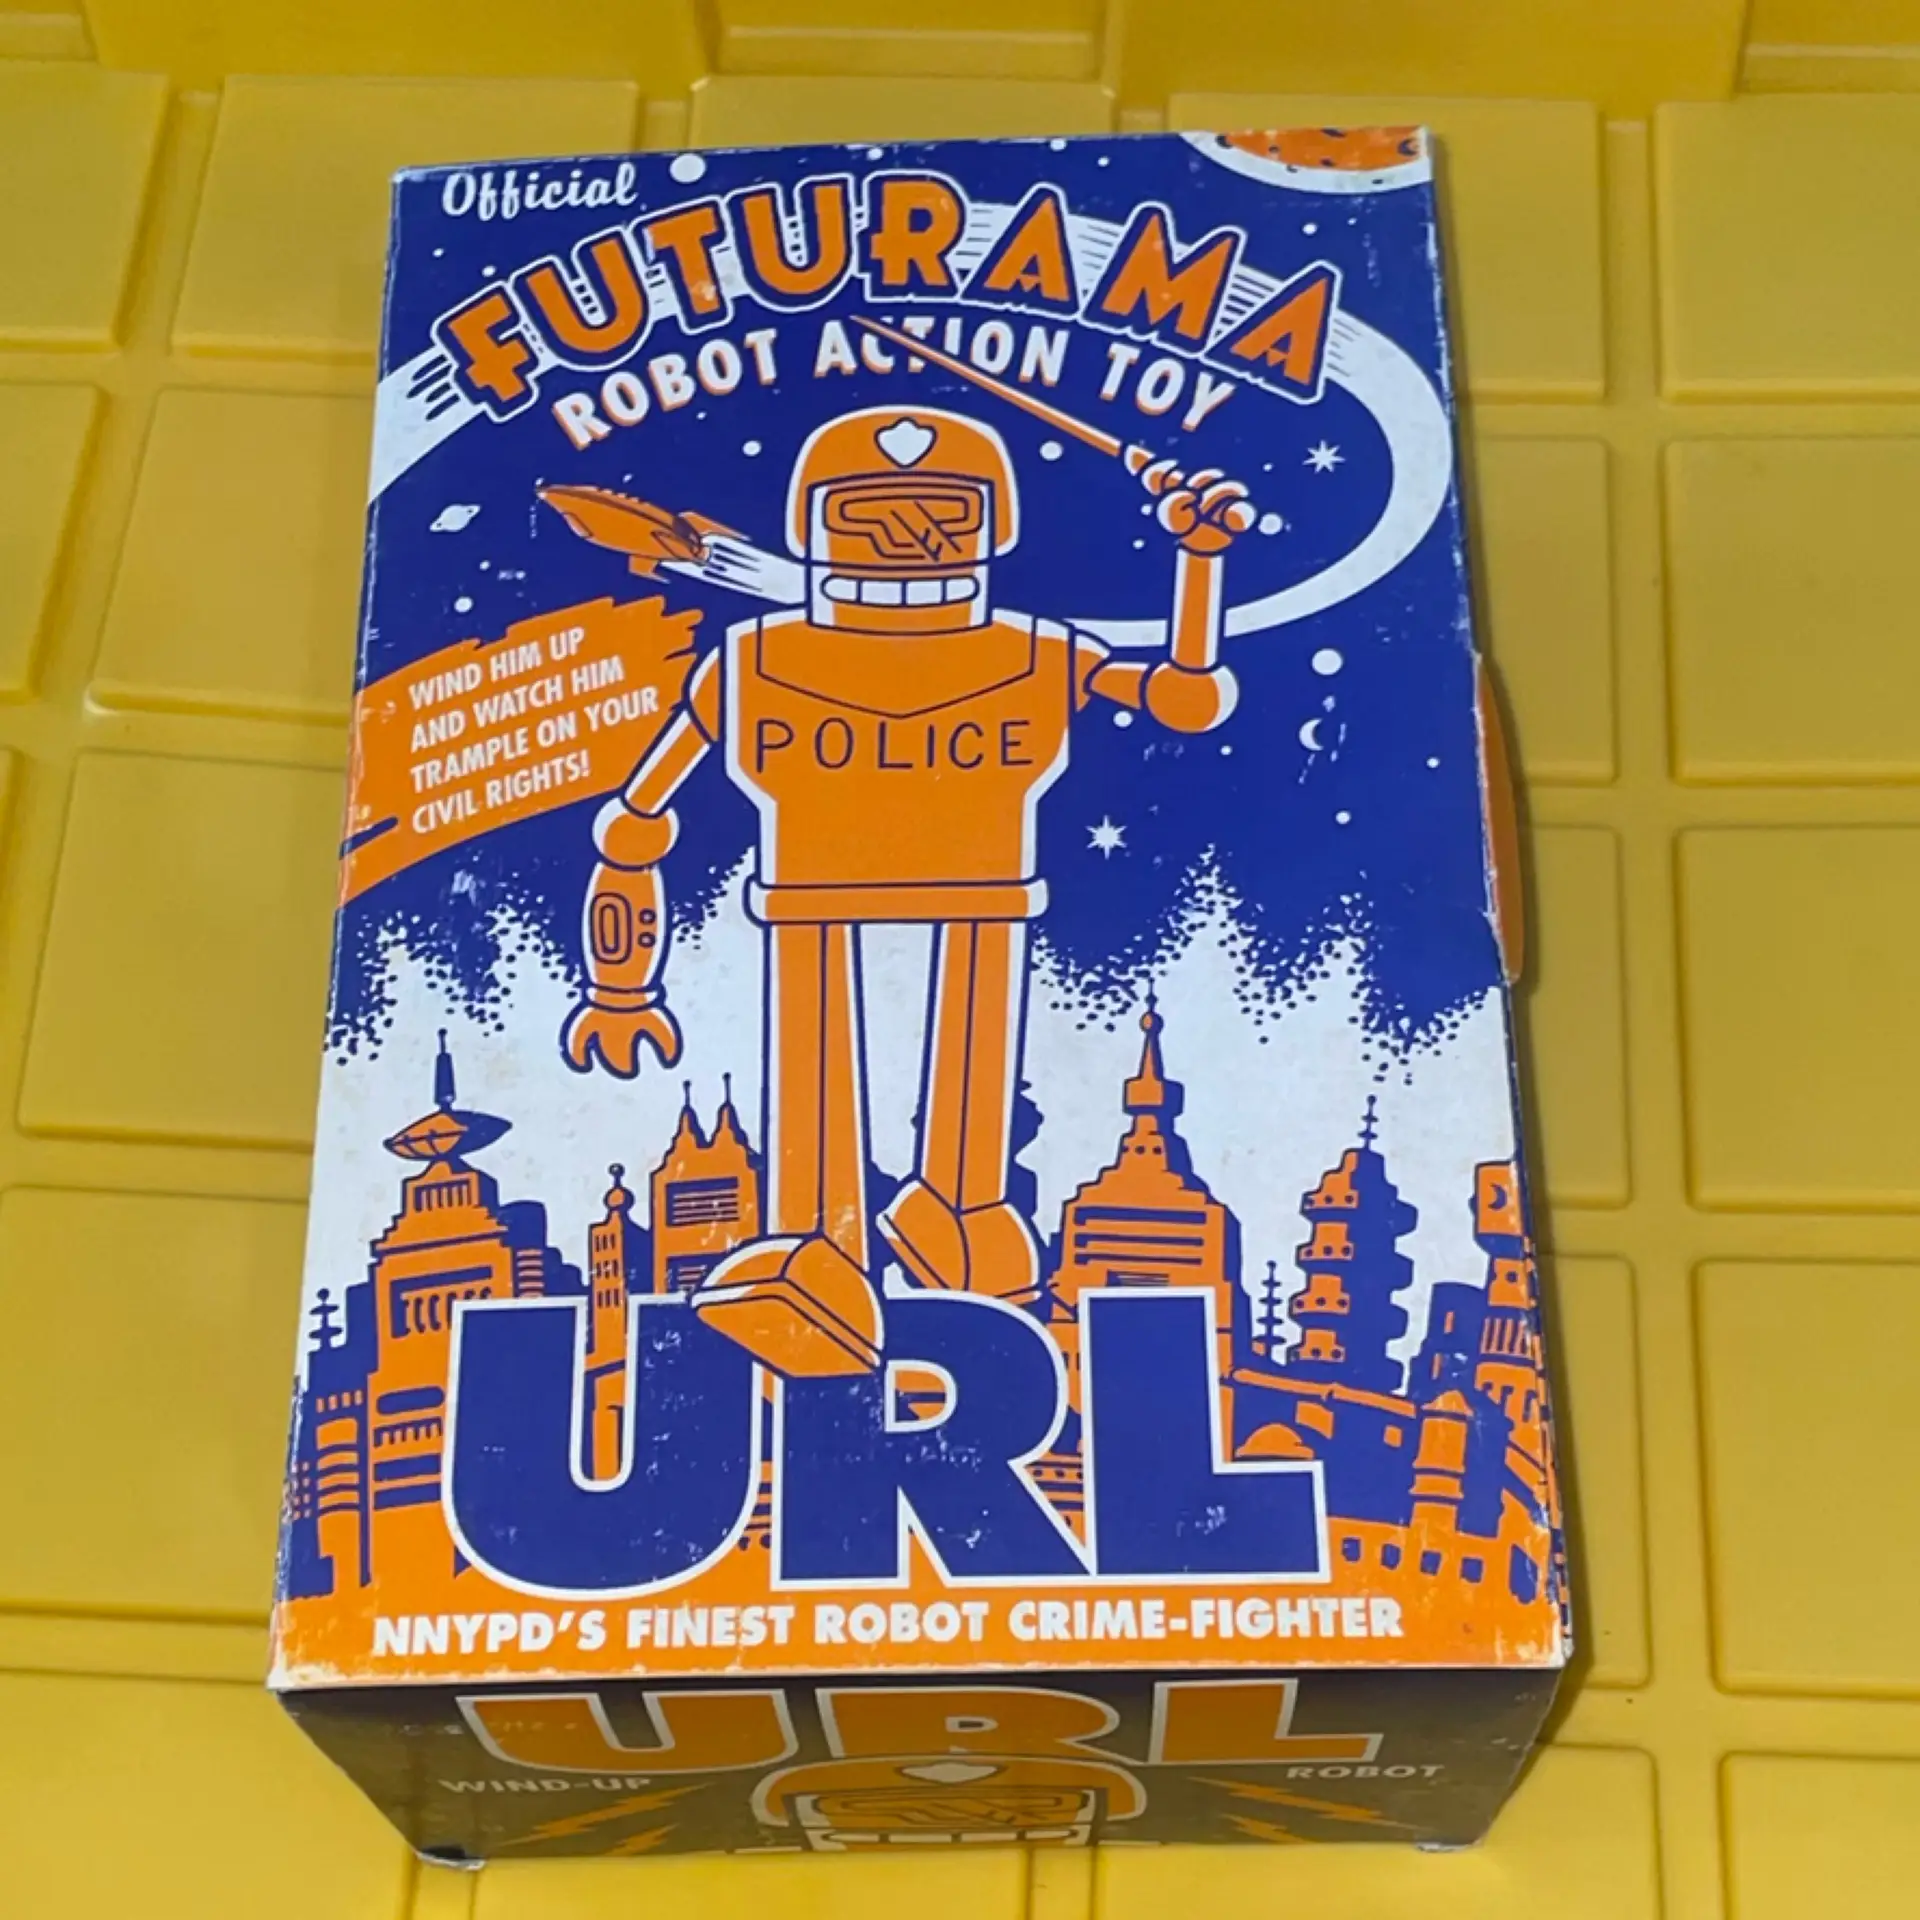 Official
FUTURAMA
ROBOT ACTION TOY
WIND HIM UP
AND WATCH HIM
TRAMPLE ON YOUR
CIVIL RIGHTS!
POLICE
URL
NNYPD'S FINEST ROBOT CRIME-FIGHTER
URL
WIND-UP ROBOT